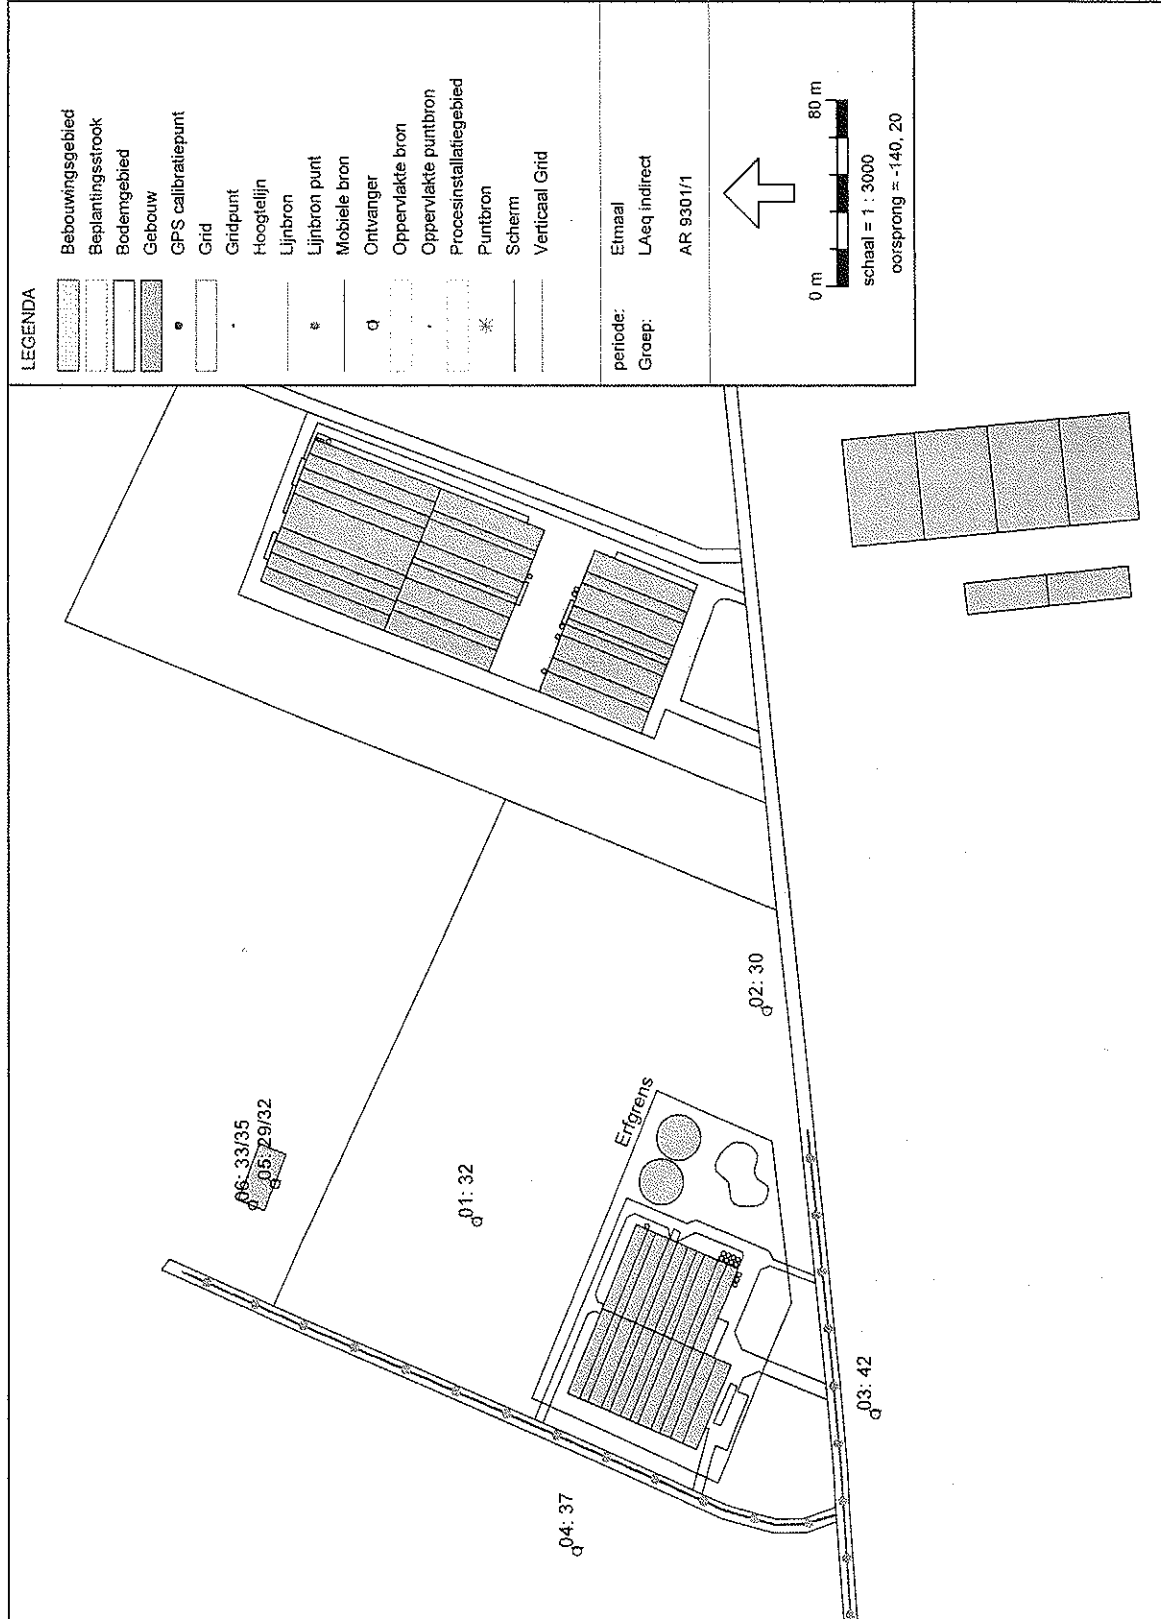 LEGENDA
Bebouwingsgebied
Beplantingsstrook
Bodemgebied
Gebouw
GPS calibratiepunt
Grid
Gridpunt
Hoogtelijn
Lijnbron
Lijnbron punt
Mobiele bron
Ontvanger
Oppervlakte bron
Oppervlakte puntbron
Procesinstallatiegebied
Puntbron
Scherm
Verticaal Grid
periode: Etmaal
Groep: LAeq indirect
AR 9301/1
0 m 80 m
schaal = 1 : 3000
oorsprong = -140, 20
06: 33/35
05: 29/32
01: 32
Erfgrens
02: 30
04: 37
03: 42